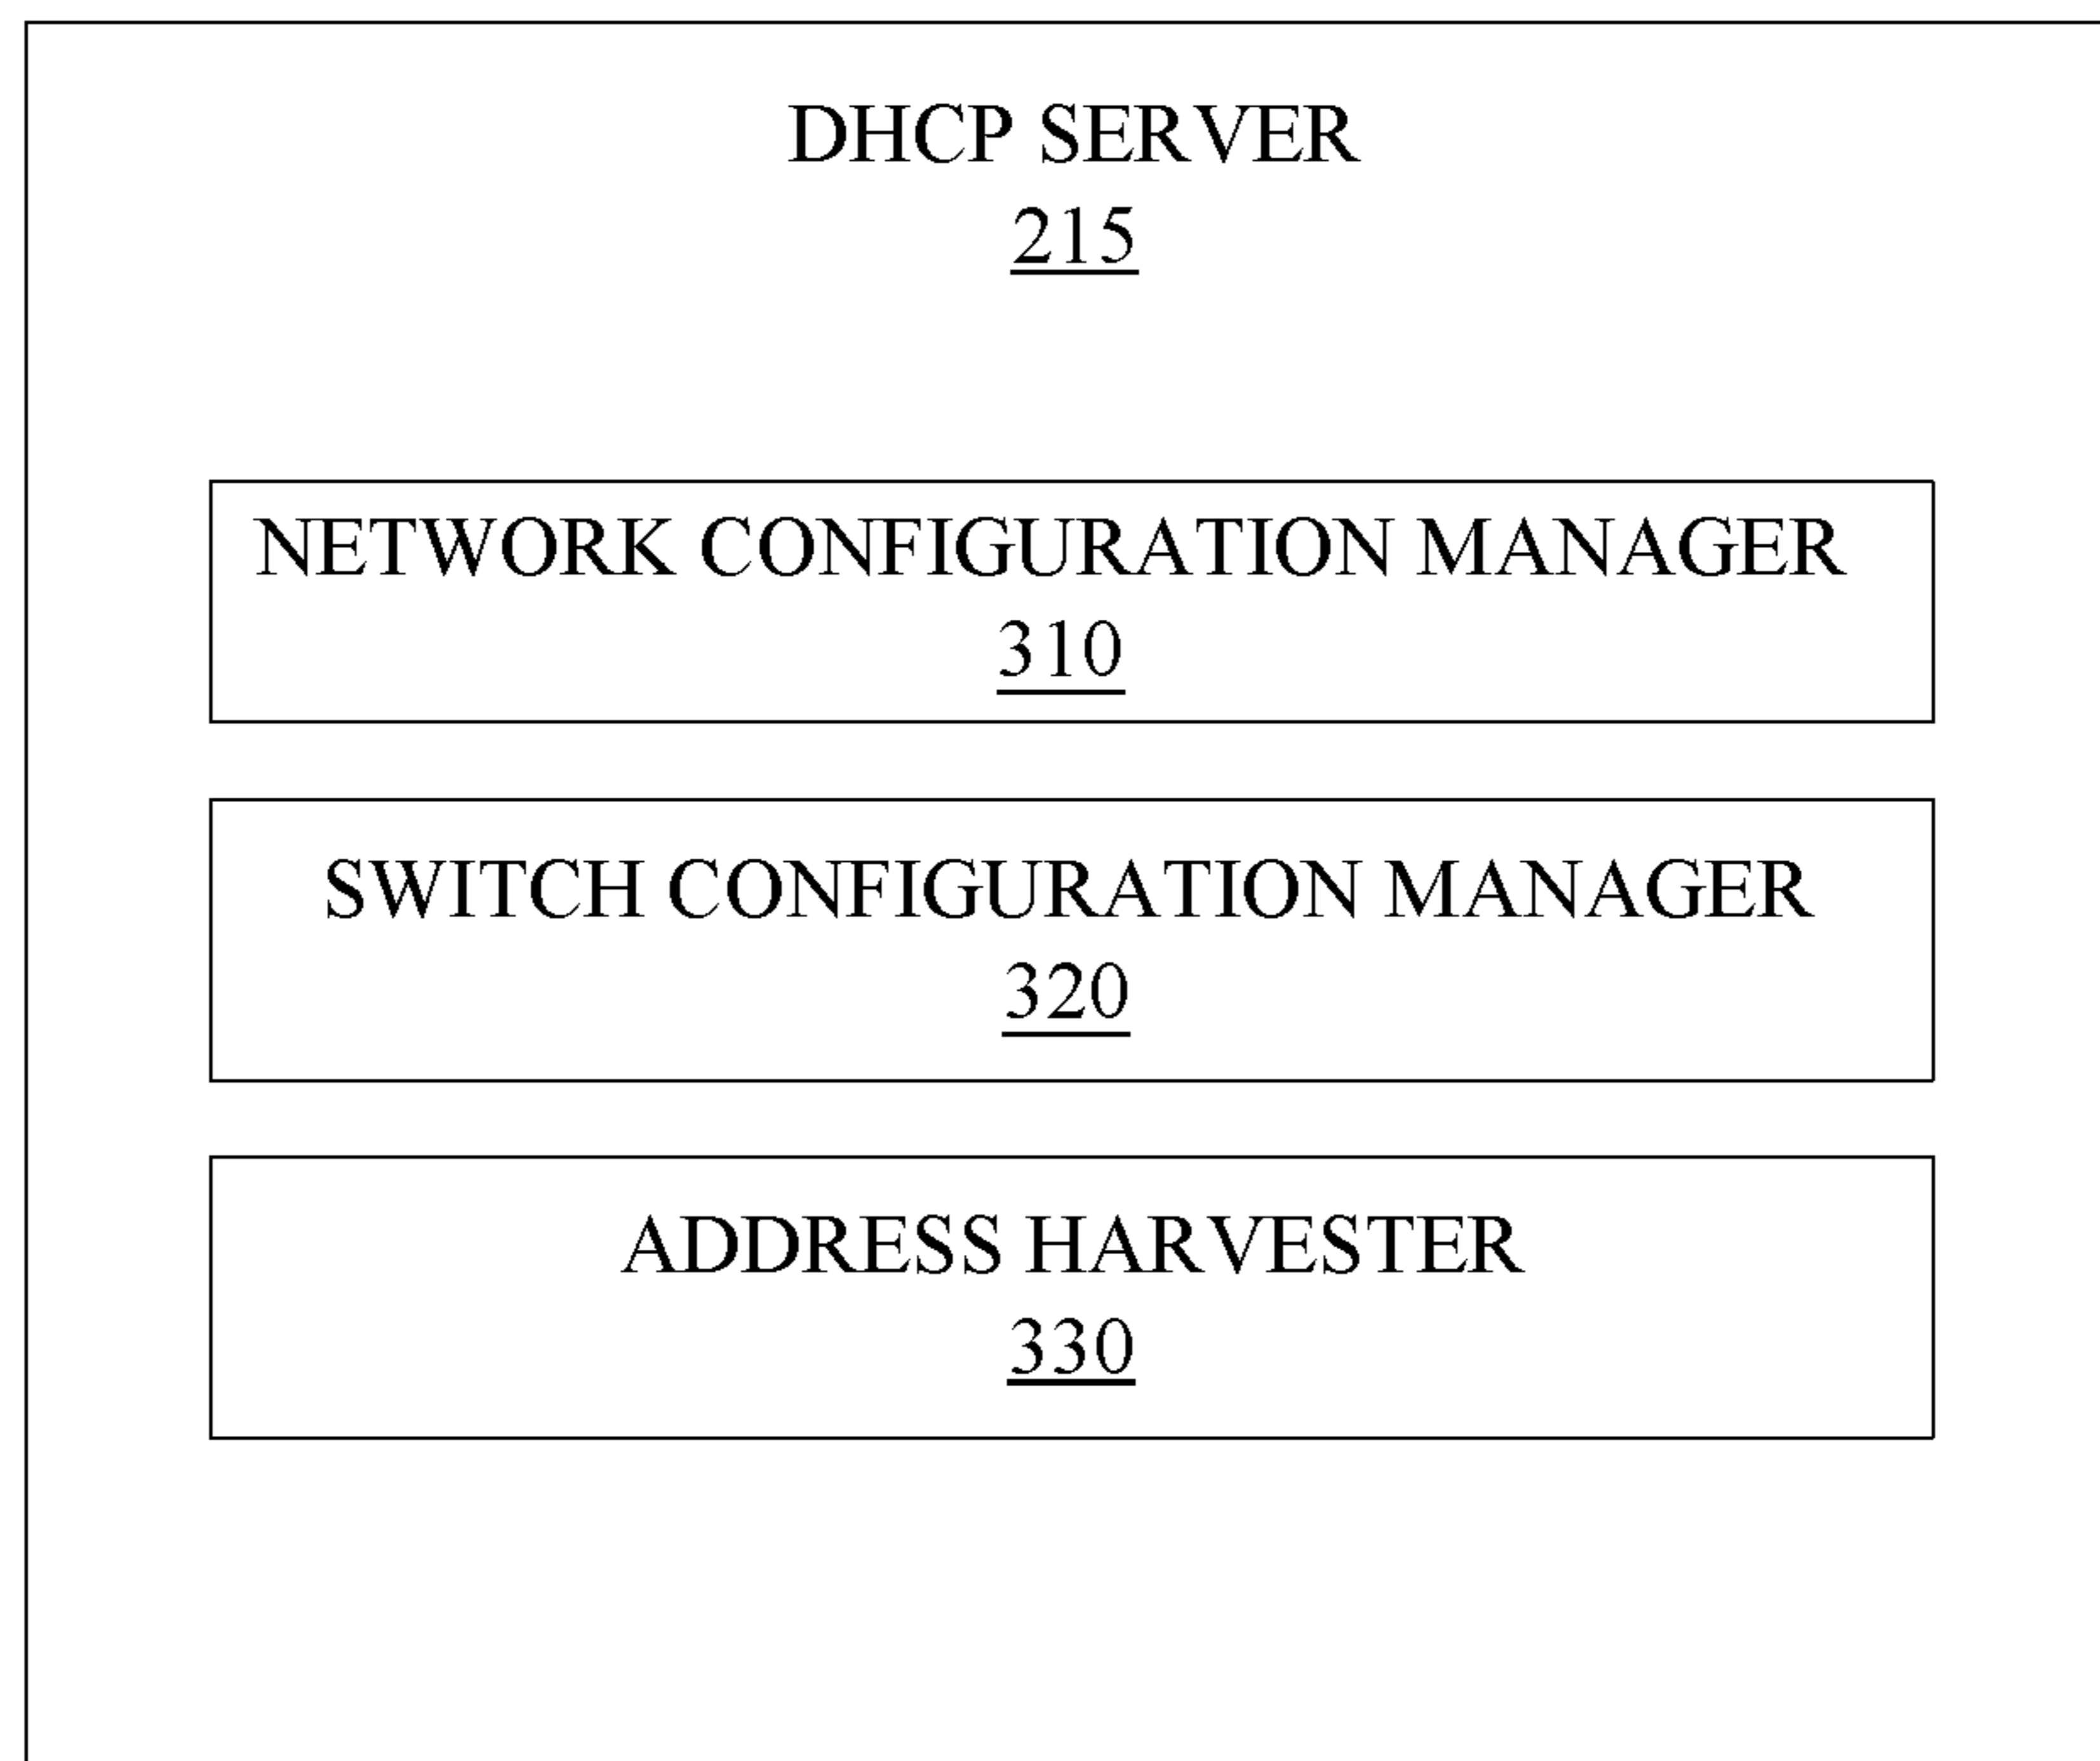 DHCP SERVER
215
NETWORK CONFIGURATION MANAGER
310
SWITCH CONFIGURATION MANAGER
320
ADDRESS HARVESTER
330